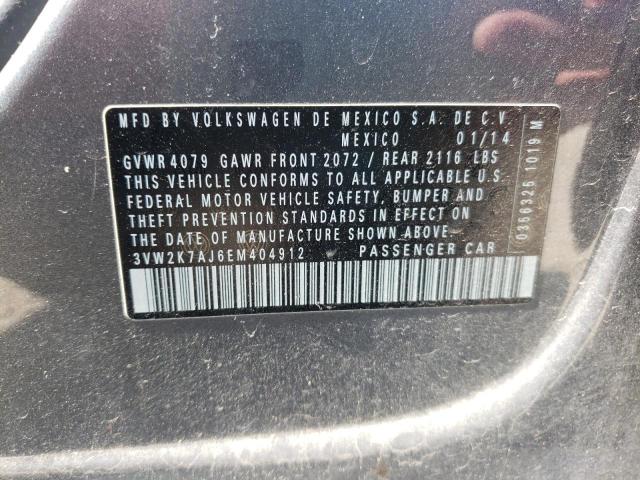 MFD BY VOLKSWAGEN DE MEXICO S.A. DE C.V.
MEXICO 01/14
GVWR 4079 GAWR FRONT 2072 / REAR 2116 LBS
THIS VEHICLE CONFORMS TO ALL APPLICABLE U.S.
FEDERAL MOTOR VEHICLE SAFETY, BUMPER AND
THEFT PREVENTION STANDARDS IN EFFECT ON
THE DATE OF MANUFACTURE SHOWN ABOVE.
3VW2K7AJ6EM404912 PASSENGER CAR
0366326 1019 M